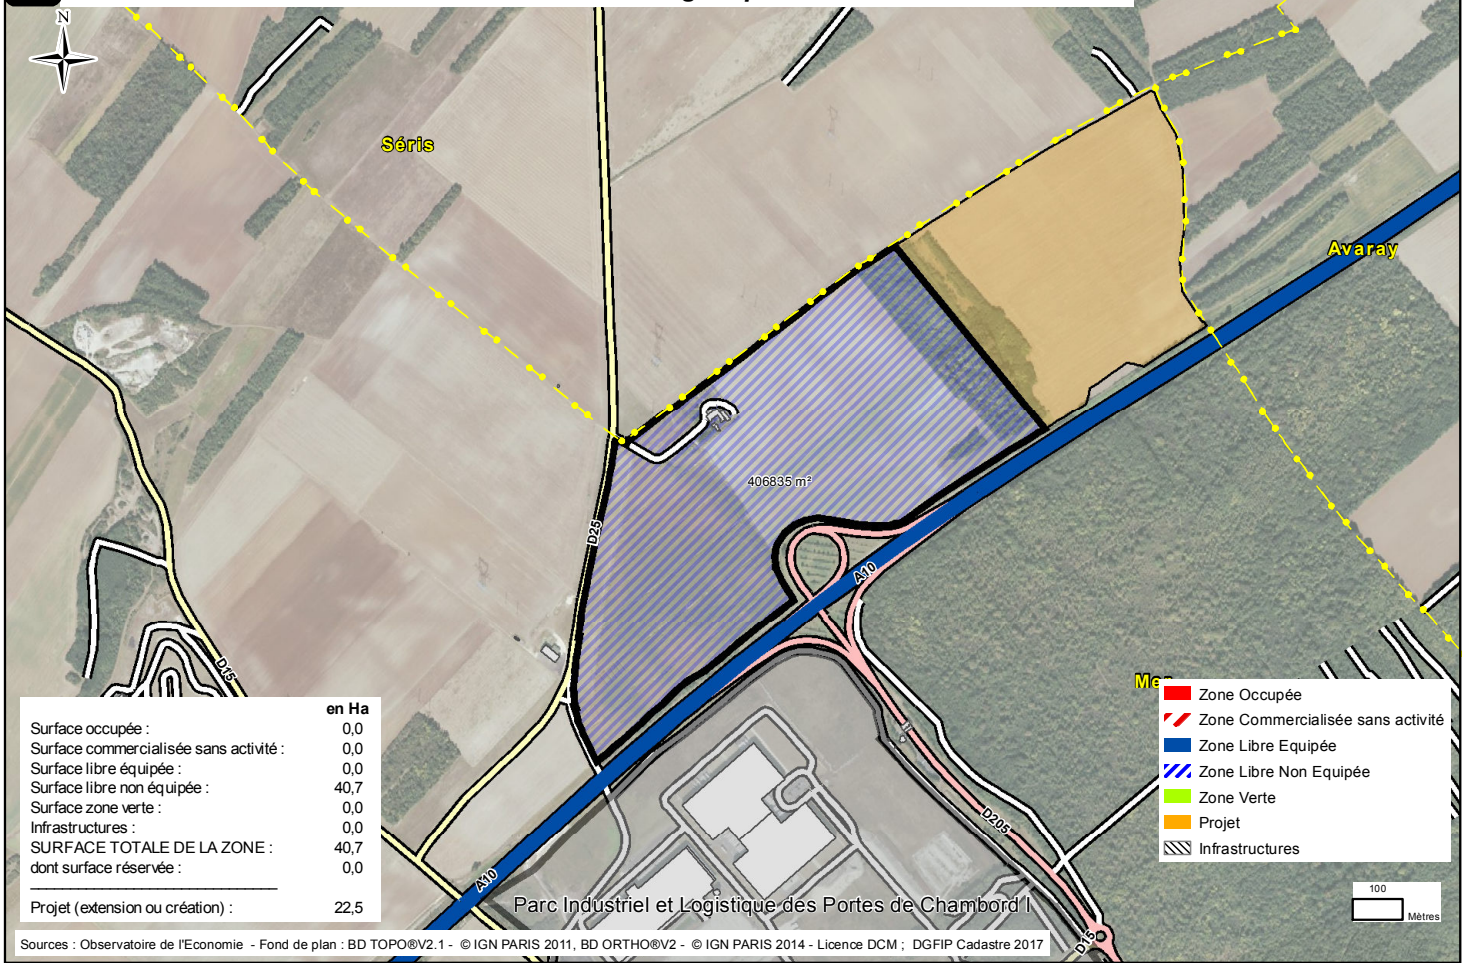 N
Séris
Avaray
406835 m²
D25
A10
D15
Mer
en Ha
Surface occupée : 0,0
Surface commercialisée sans activité : 0,0
Surface libre équipée : 0,0
Surface libre non équipée : 40,7
Surface zone verte : 0,0
Infrastructures : 0,0
SURFACE TOTALE DE LA ZONE : 40,7
dont surface réservée : 0,0
Projet (extension ou création) : 22,5
Zone Occupée
Zone Commercialisée sans activité
Zone Libre Equipée
Zone Libre Non Equipée
Zone Verte
Projet
Infrastructures
D205
A10
Parc Industriel et Logistique des Portes de Chambord I
100
Mètres
D15
Sources : Observatoire de l'Economie - Fond de plan : BD TOPO®V2.1 - © IGN PARIS 2011, BD ORTHO®V2 - © IGN PARIS 2014 - Licence DCM ; DGFIP Cadastre 2017